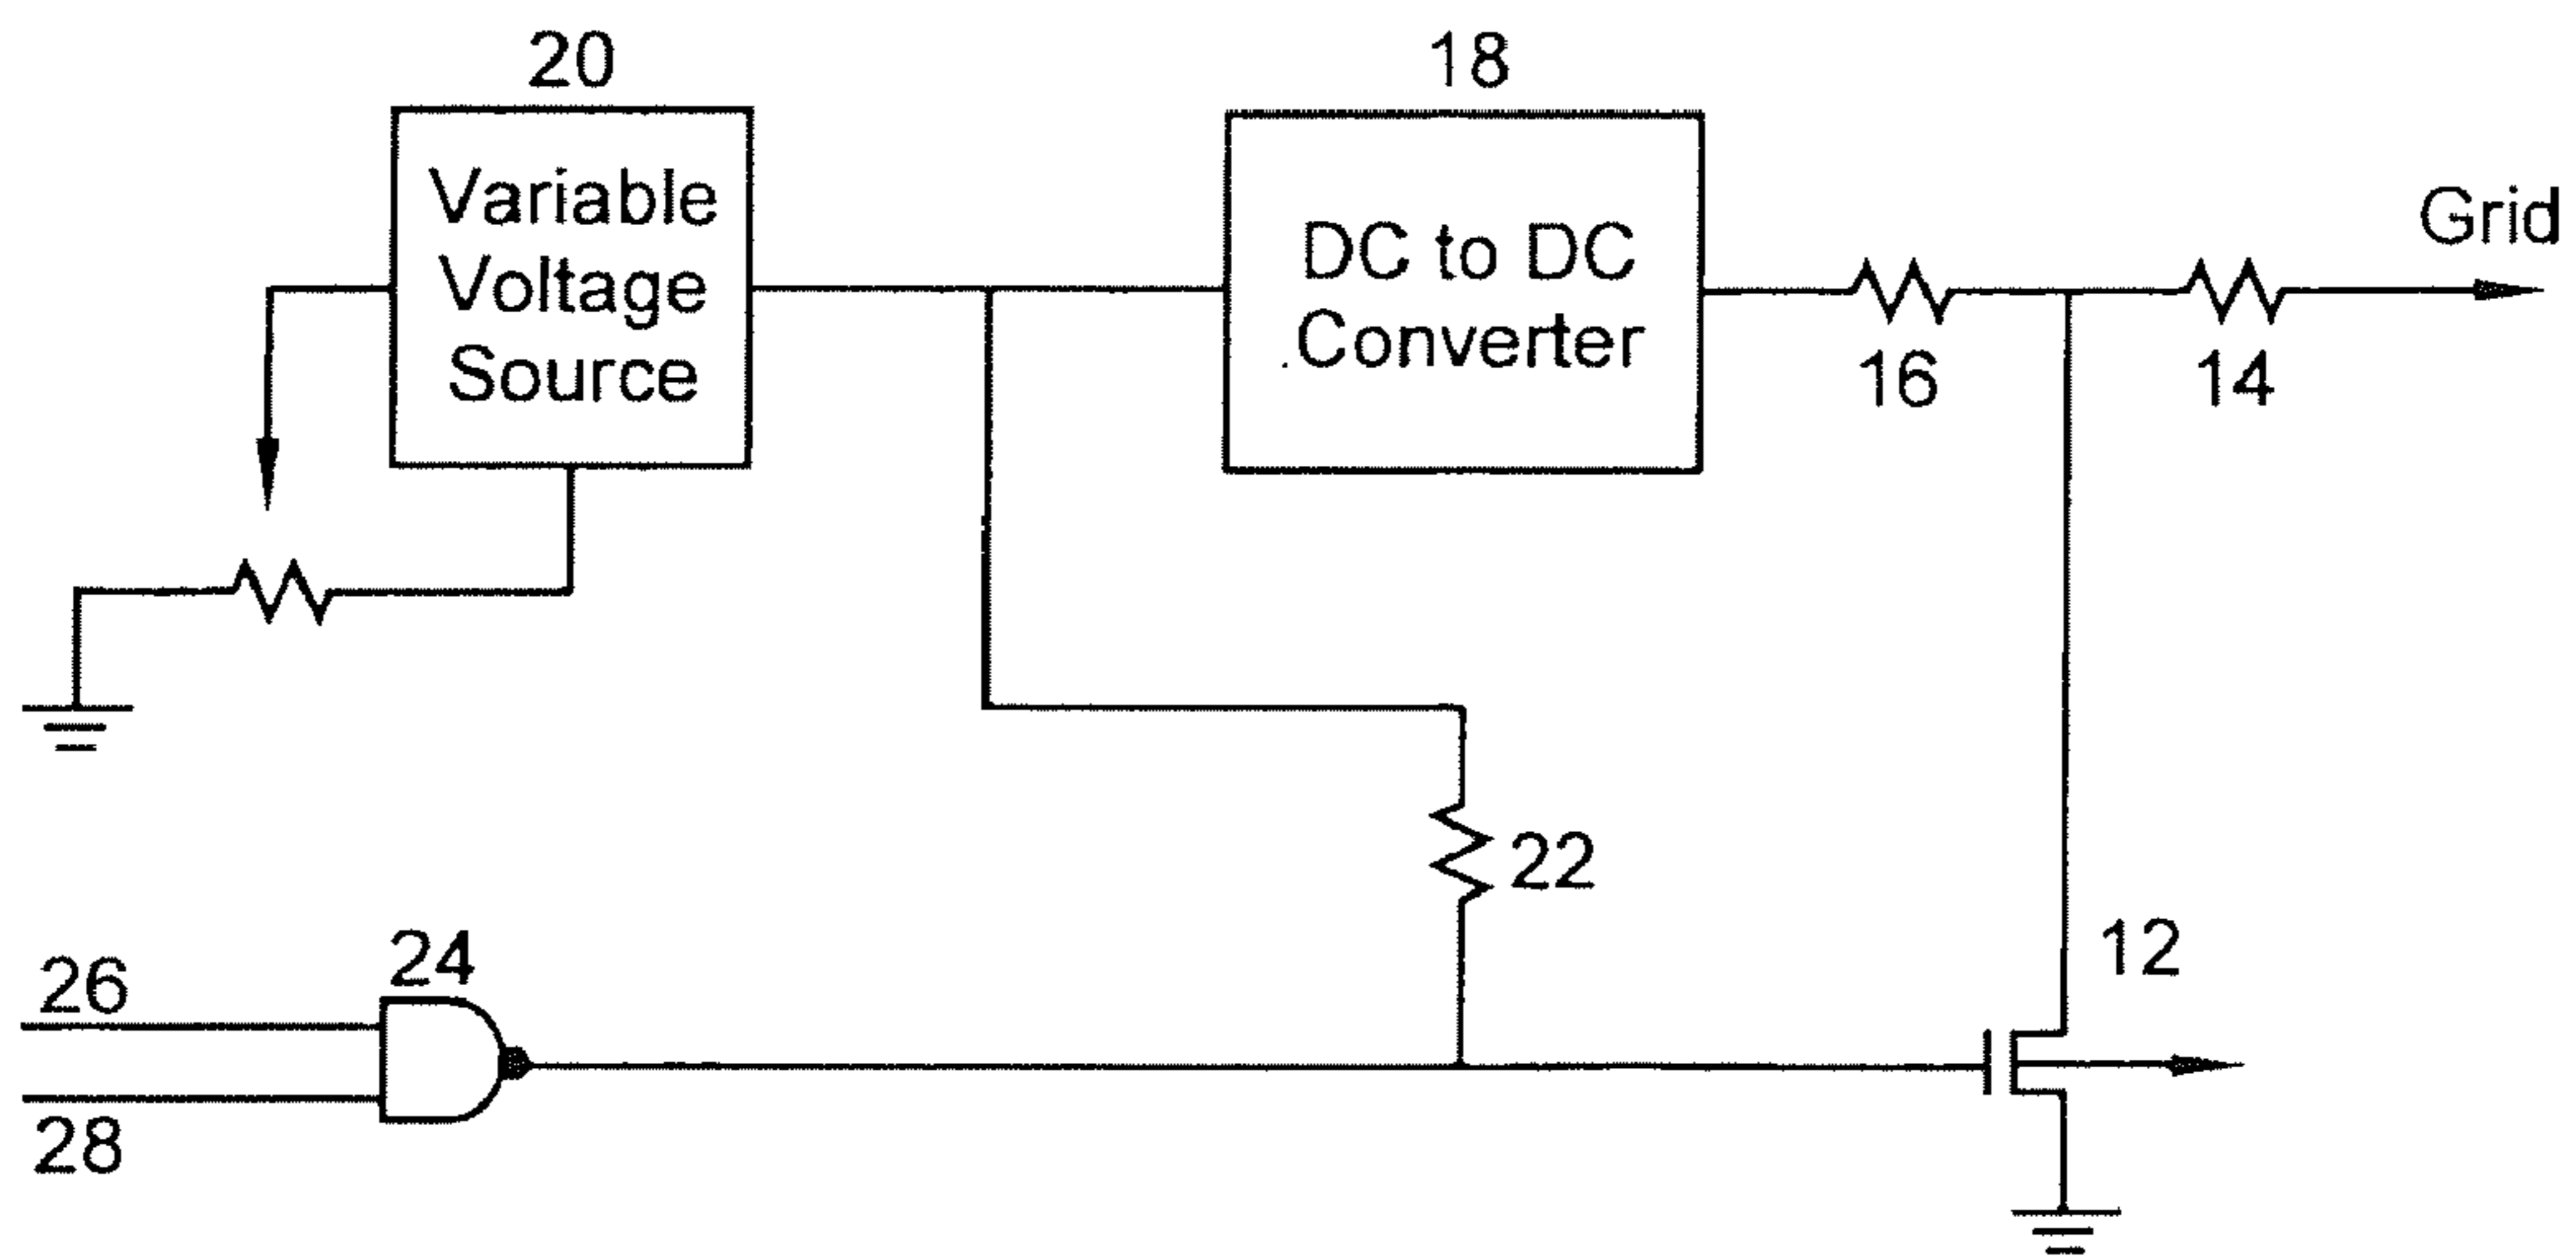 20
18
Variable
Voltage
Source
DC to DC
Converter
Grid
16
14
22
12
26
24
28